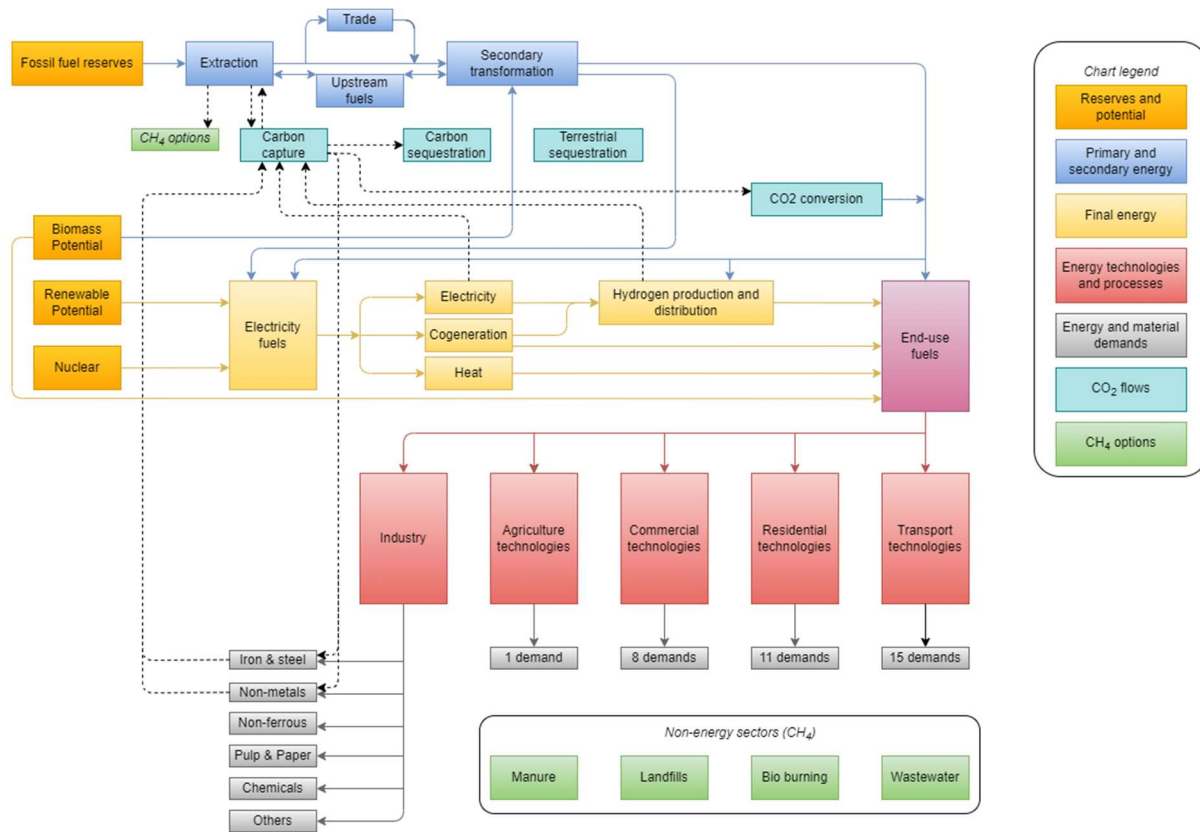 Trade
Fossil fuel reserves
Extraction
Secondary
transformation
Upstream
fuels
CH₄ options
Carbon
capture
Carbon
sequestration
Terrestrial
sequestration
CO2 conversion
Biomass
Potential
Renewable
Potential
Nuclear
Electricity
fuels
Electricity
Cogeneration
Heat
Hydrogen production and
distribution
End-use
fuels
Industry
Agriculture
technologies
Commercial
technologies
Residential
technologies
Transport
technologies
1 demand
8 demands
11 demands
15 demands
Iron & steel
Non-metals
Non-ferrous
Pulp & Paper
Chemicals
Others
Non-energy sectors (CH₄)
Manure
Landfills
Bio burning
Wastewater
Chart legend
Reserves and
potential
Primary and
secondary energy
Final energy
Energy technologies
and processes
Energy and material
demands
CO₂ flows
CH₄ options